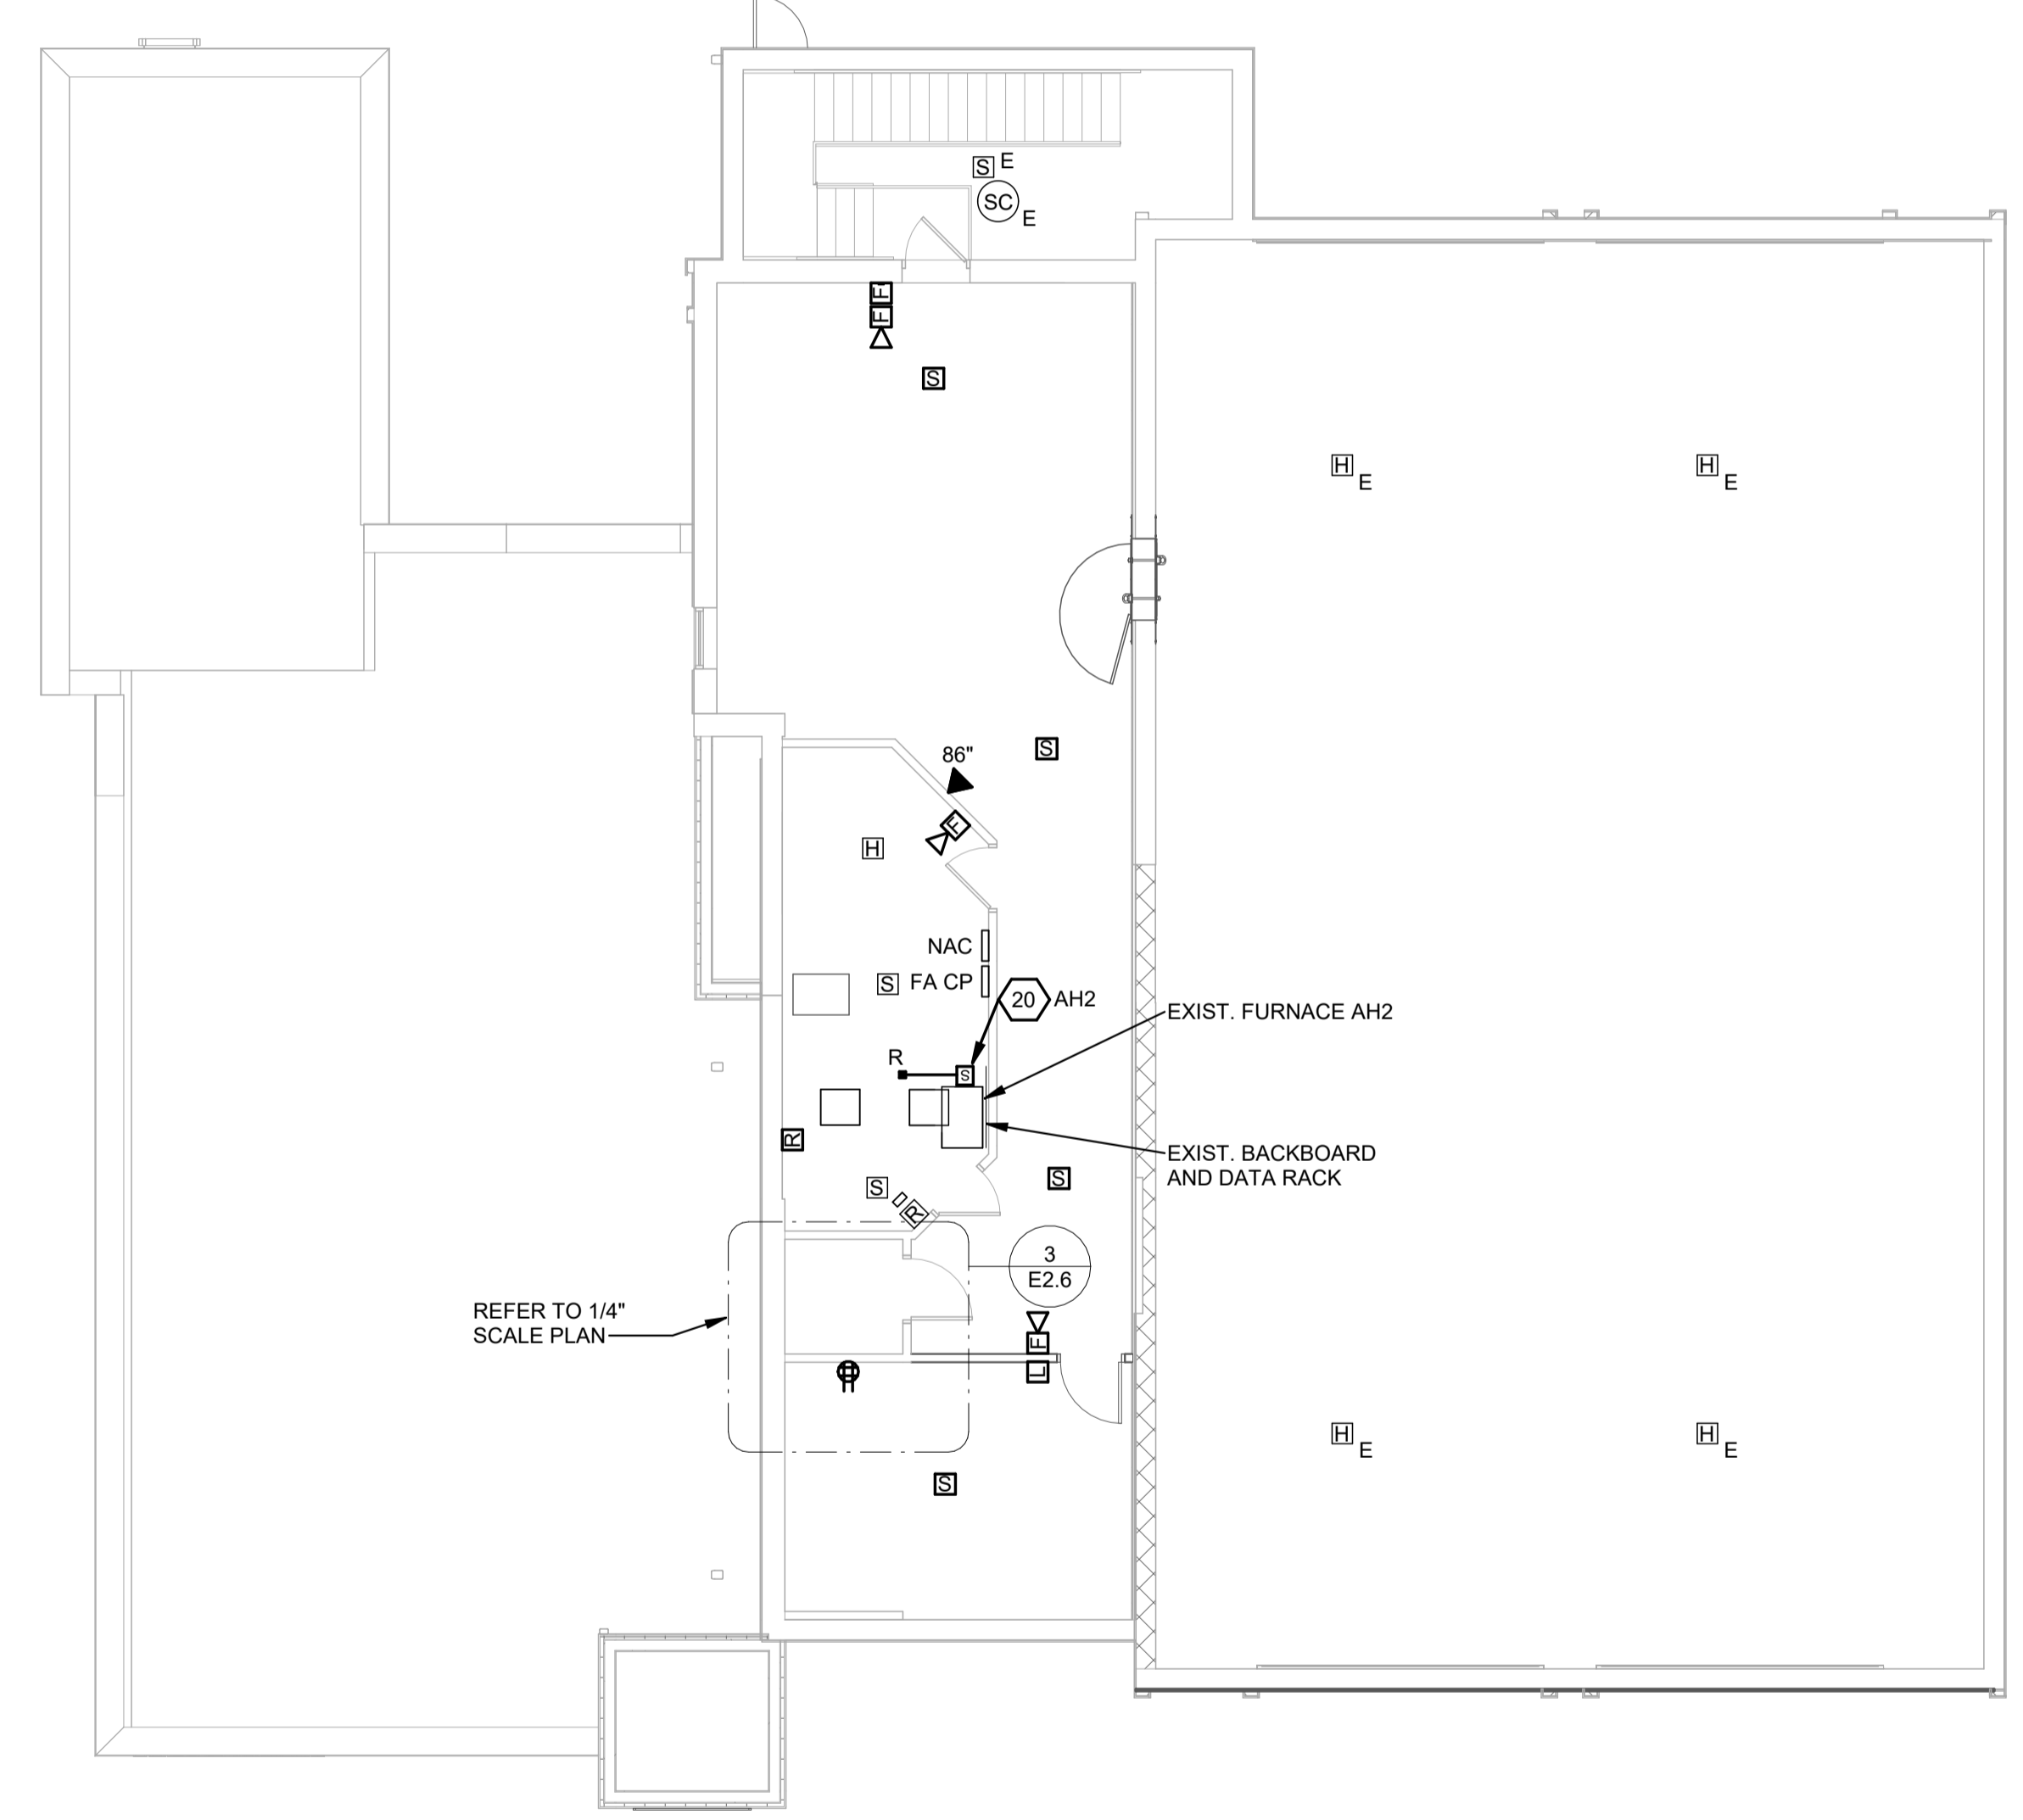 S E
SC
E
F
F
S
H
E
H
E
S
86"
F
H
NAC
S
FA CP
20
AH2
EXIST. FURNACE AH2
R
S
R
EXIST. BACKBOARD
AND DATA RACK
S
S
R
3
E2.6
REFER TO 1/4"
SCALE PLAN
F
L
H
E
H
E
S